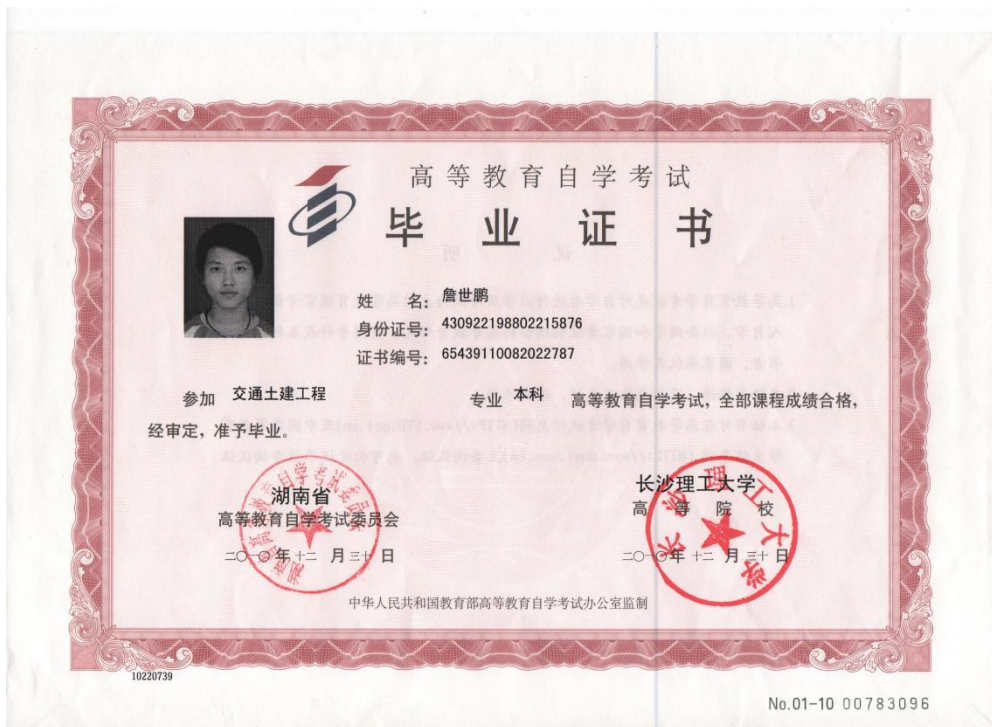 高等教育自学考试
毕业证书
姓 名：詹世鹏
身份证号：430922198802215876
证书编号：65439110082022787
参加 交通土建工程 专业 本科 高等教育自学考试，全部课程成绩合格，
经审定，准予毕业。
湖南省 长沙理工大学
高等教育自学考试委员会 高等院校
二〇一〇年十二月三十日 二〇一〇年十二月三十日
中华人民共和国教育部高等教育自学考试办公室监制
10220739
No.01-10 00783096
长沙理工大学